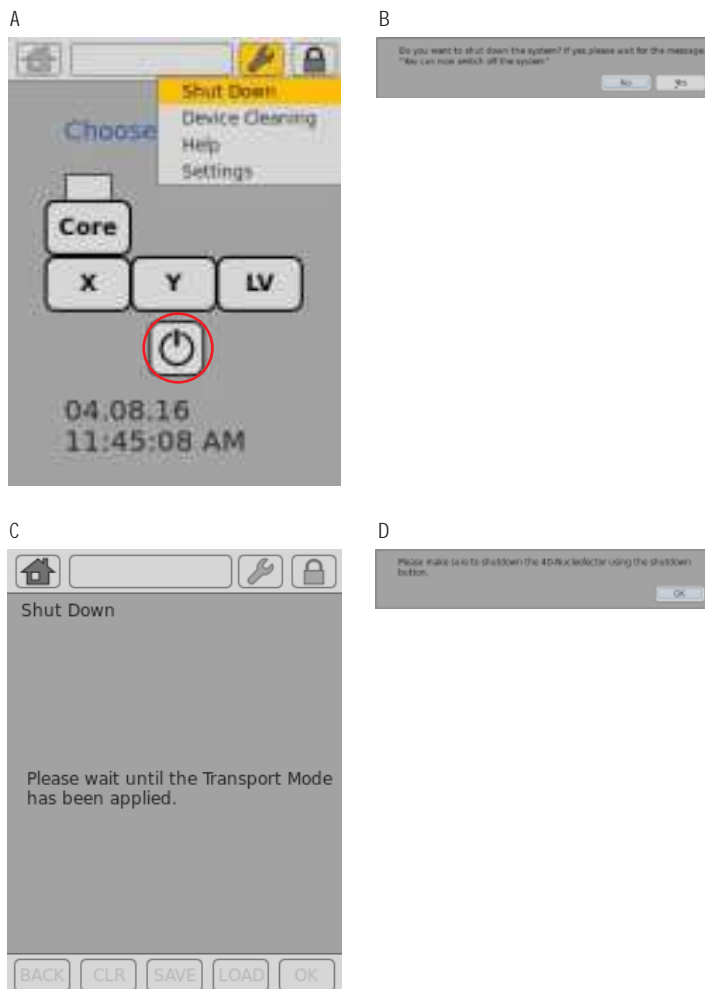 A
Shut Down
Device Cleaning
Help
Settings
Choose
Core
X Y LV
04.08.16
11:45:08 AM
B
Do you want to shut down the system? If yes please wait for the message
"You can now switch off the system"
No Yes
C
Shut Down
Please wait until the Transport Mode
has been applied.
BACK CLR SAVE LOAD OK
D
Please make sure to shutdown the 4D-Nucleofector using the shutdown
button.
OK